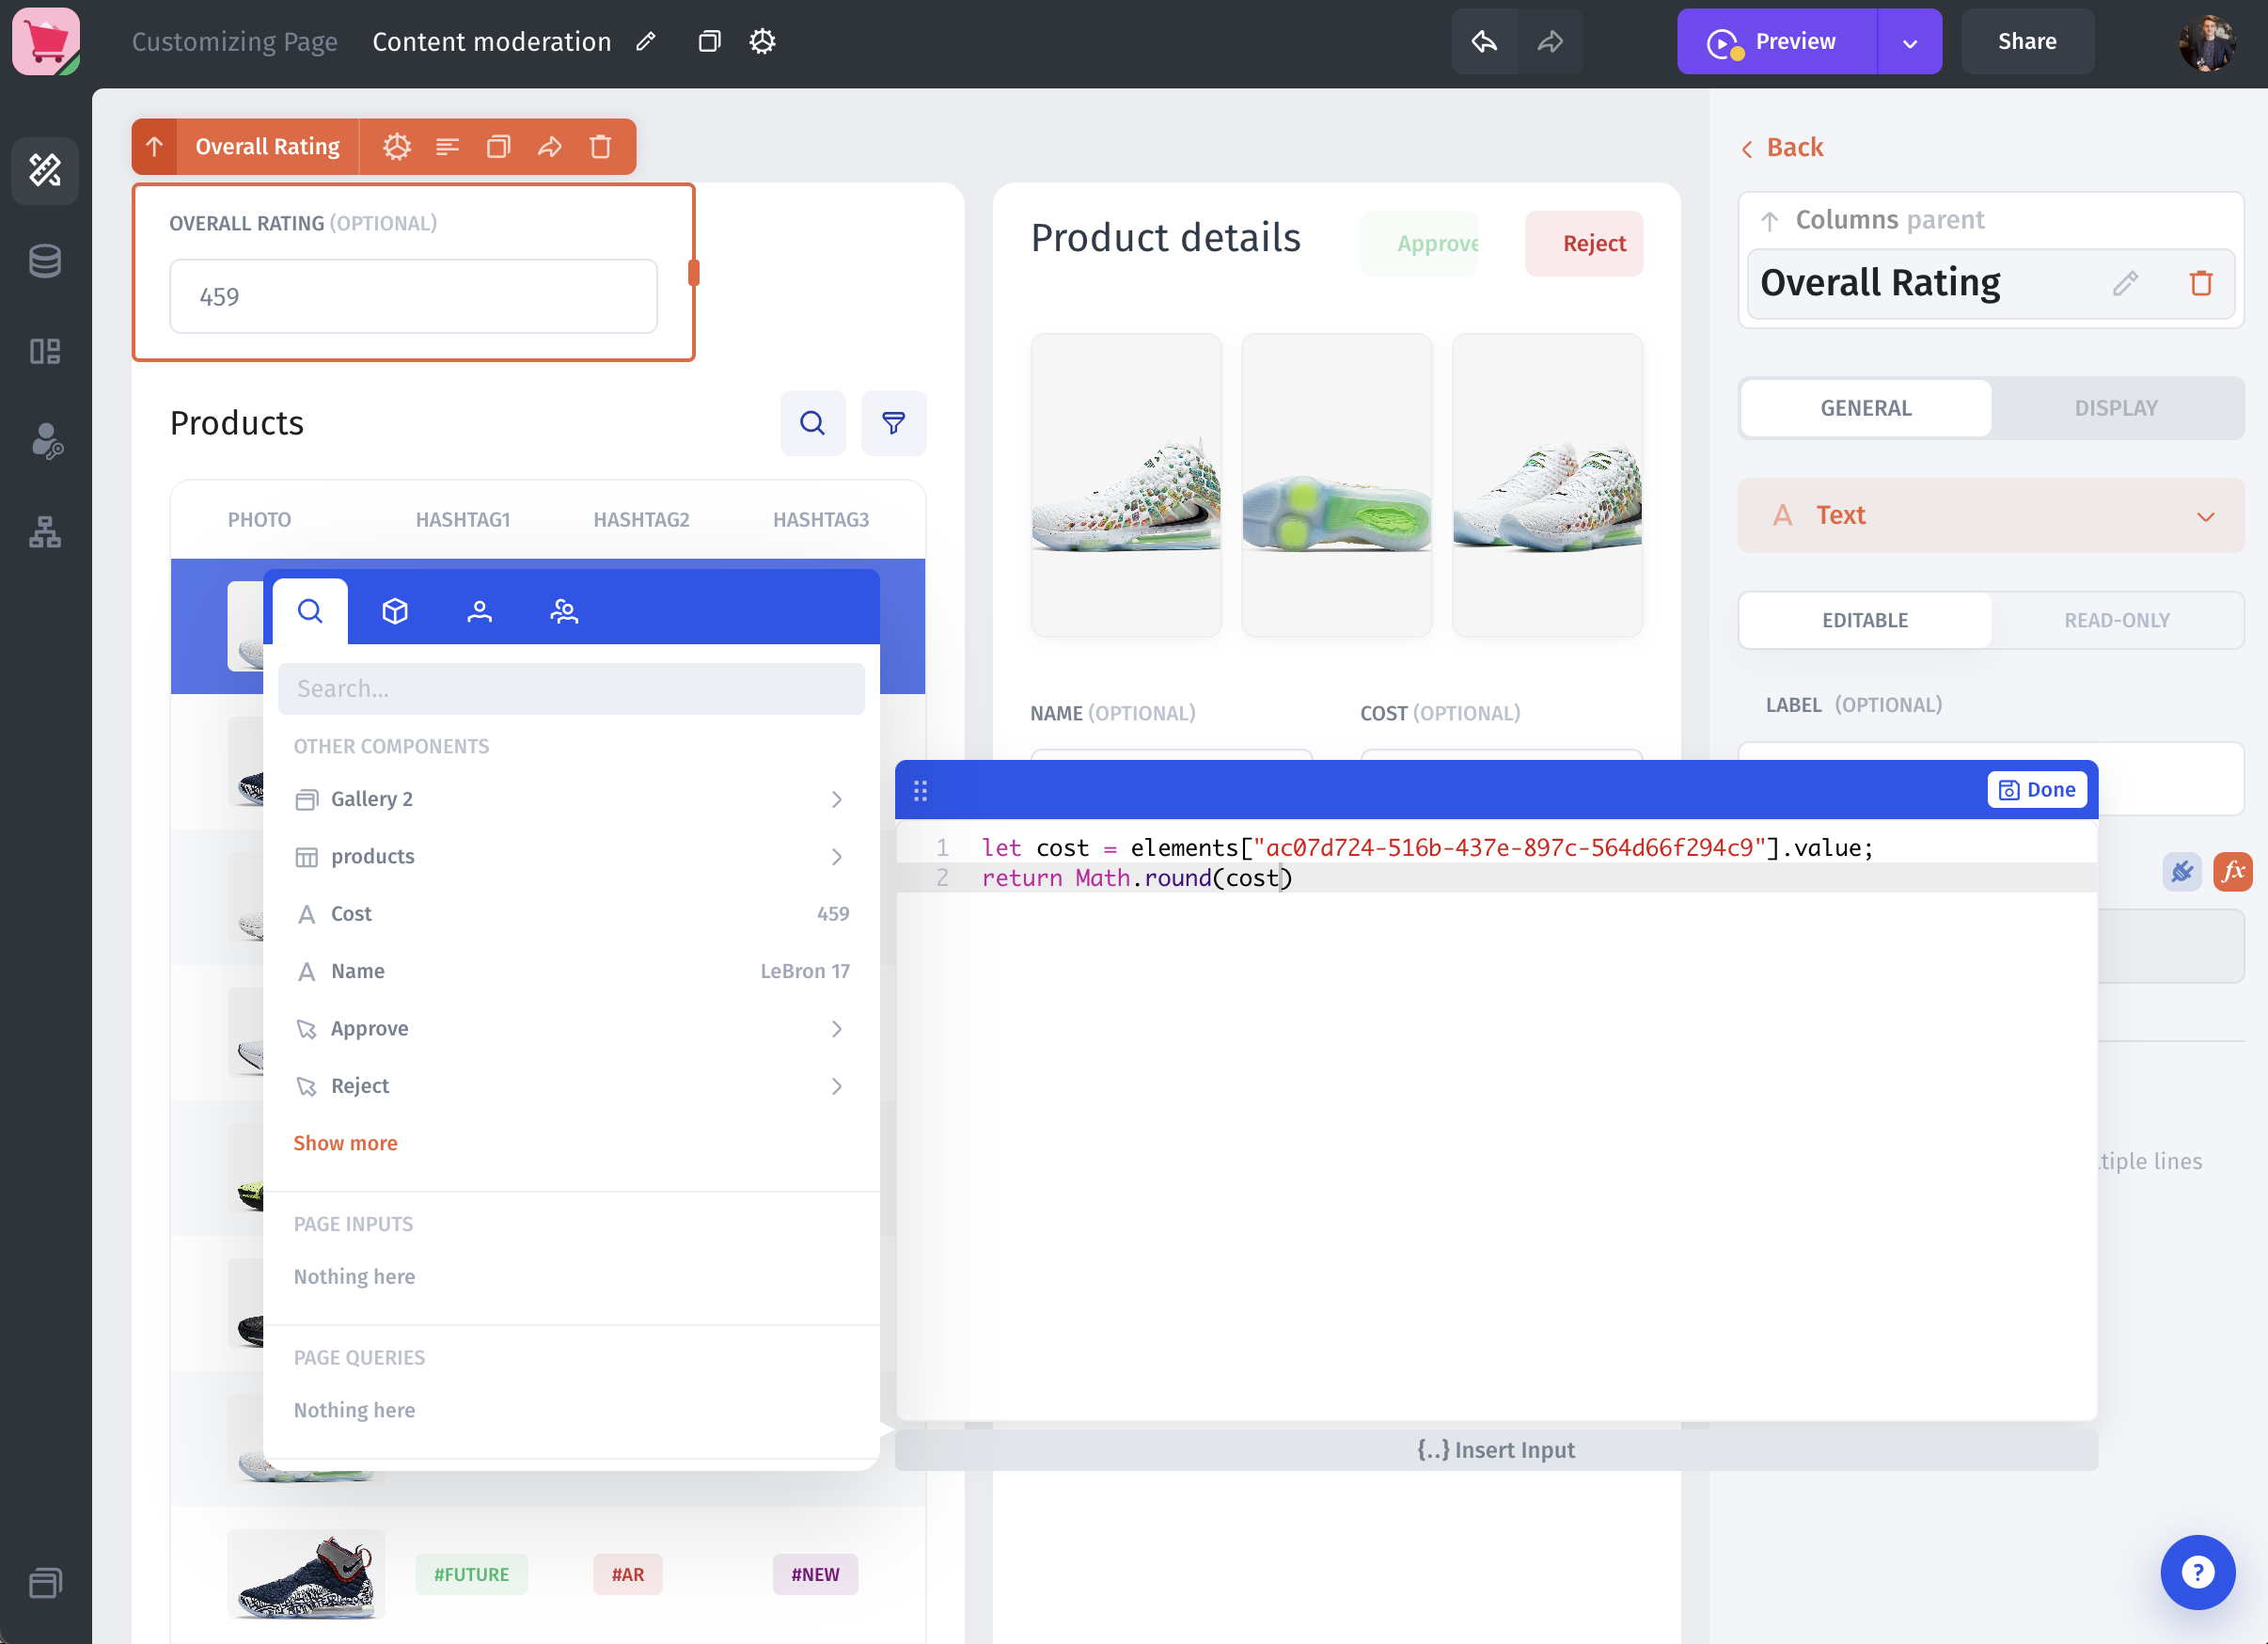 Customizing Page
Content moderation
Preview
Share
Overall Rating
OVERALL RATING (OPTIONAL)
459
Products
PHOTO
HASHTAG1
HASHTAG2
HASHTAG3
Search...
OTHER COMPONENTS
Gallery 2
products
Cost
459
Name
LeBron 17
Approve
Reject
Show more
PAGE INPUTS
Nothing here
PAGE QUERIES
Nothing here
#FUTURE
#AR
#NEW
Product details
Approve
Reject
NAME (OPTIONAL)
COST (OPTIONAL)
Done
1 let cost = elements["ac07d724-516b-437e-897c-564d66f294c9"].value;
2 return Math.round(cost)
{..} Insert Input
Back
Columns parent
Overall Rating
GENERAL
DISPLAY
A Text
EDITABLE
READ-ONLY
LABEL (OPTIONAL)
fx
lines
?